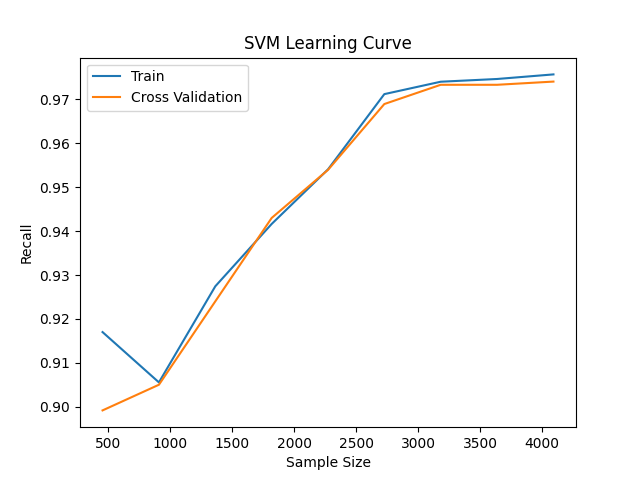 SVM Learning Curve
Train
Cross Validation
0.97
0.96
0.95
0.94
0.93
0.92
0.91
0.90
Recall
500 1000 1500 2000 2500 3000 3500 4000
Sample Size